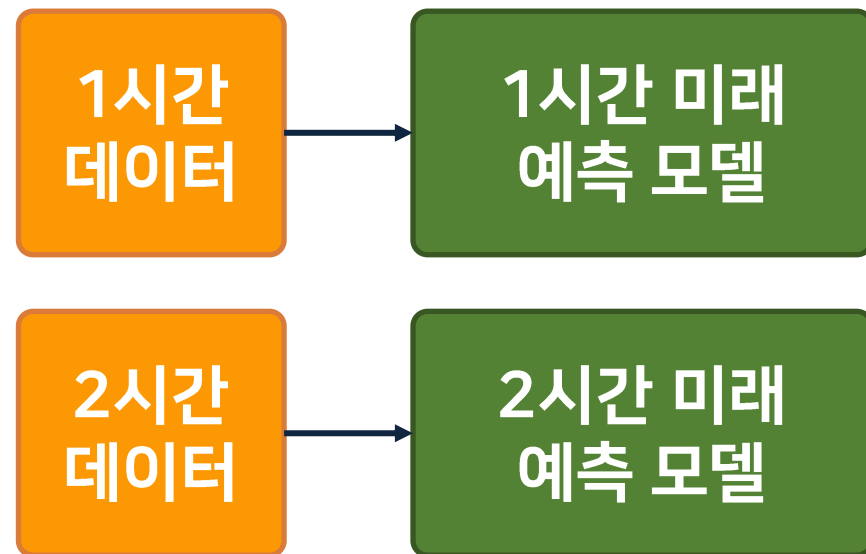 1시간
데이터
1시간 미래
예측 모델
2시간
데이터
2시간 미래
예측 모델